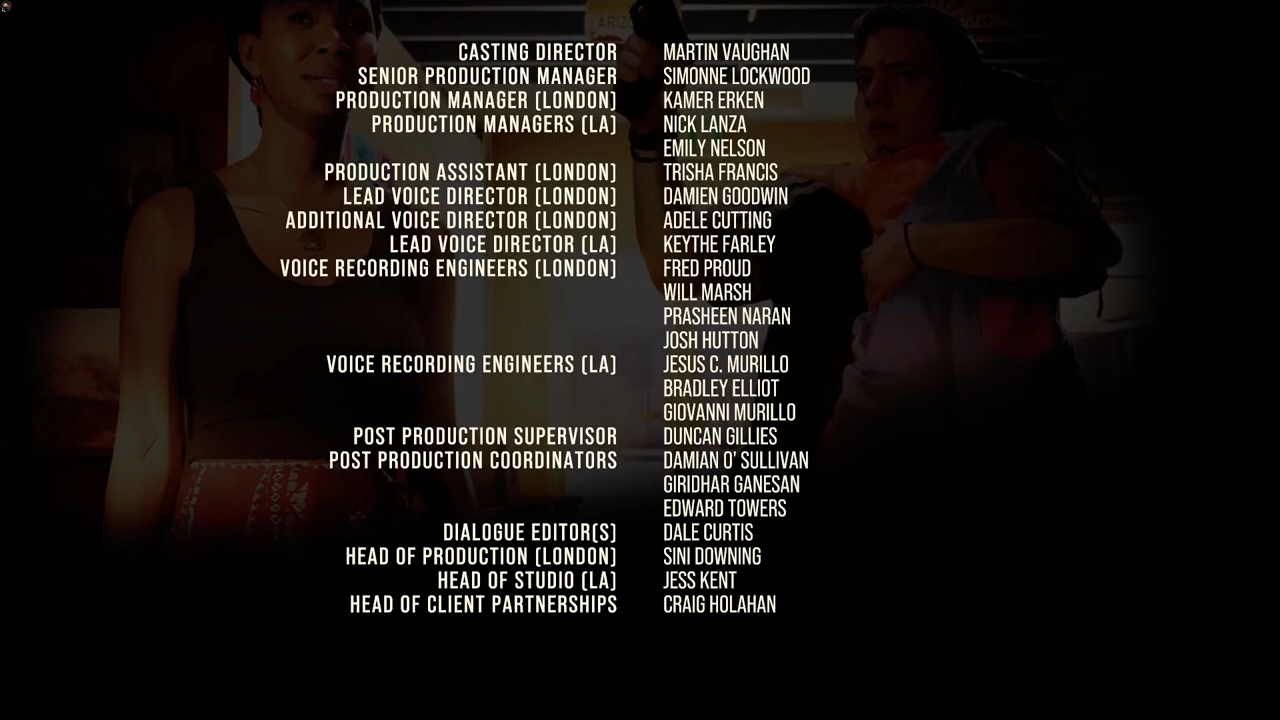 CASTING DIRECTOR MARTIN VAUGHAN
SENIOR PRODUCTION MANAGER SIMONNE LOCKWOOD
PRODUCTION MANAGER (LONDON) KAMER ERKEN
PRODUCTION MANAGERS (LA) NICK LANZA
EMILY NELSON
PRODUCTION ASSISTANT (LONDON) TRISHA FRANCIS
LEAD VOICE DIRECTOR (LONDON) DAMIEN GOODWIN
ADDITIONAL VOICE DIRECTOR (LONDON) ADELE CUTTING
LEAD VOICE DIRECTOR (LA) KEYTHE FARLEY
VOICE RECORDING ENGINEERS (LONDON) FRED PROUD
WILL MARSH
PRASHEEN NARAN
JOSH HUTTON
VOICE RECORDING ENGINEERS (LA) JESUS C. MURILLO
BRADLEY ELLIOT
GIOVANNI MURILLO
POST PRODUCTION SUPERVISOR DUNCAN GILLIES
POST PRODUCTION COORDINATORS DAMIAN O' SULLIVAN
GIRIDHAR GANESAN
EDWARD TOWERS
DIALOGUE EDITOR(S) DALE CURTIS
HEAD OF PRODUCTION (LONDON) SINI DOWNING
HEAD OF STUDIO (LA) JESS KENT
HEAD OF CLIENT PARTNERSHIPS CRAIG HOLAHAN